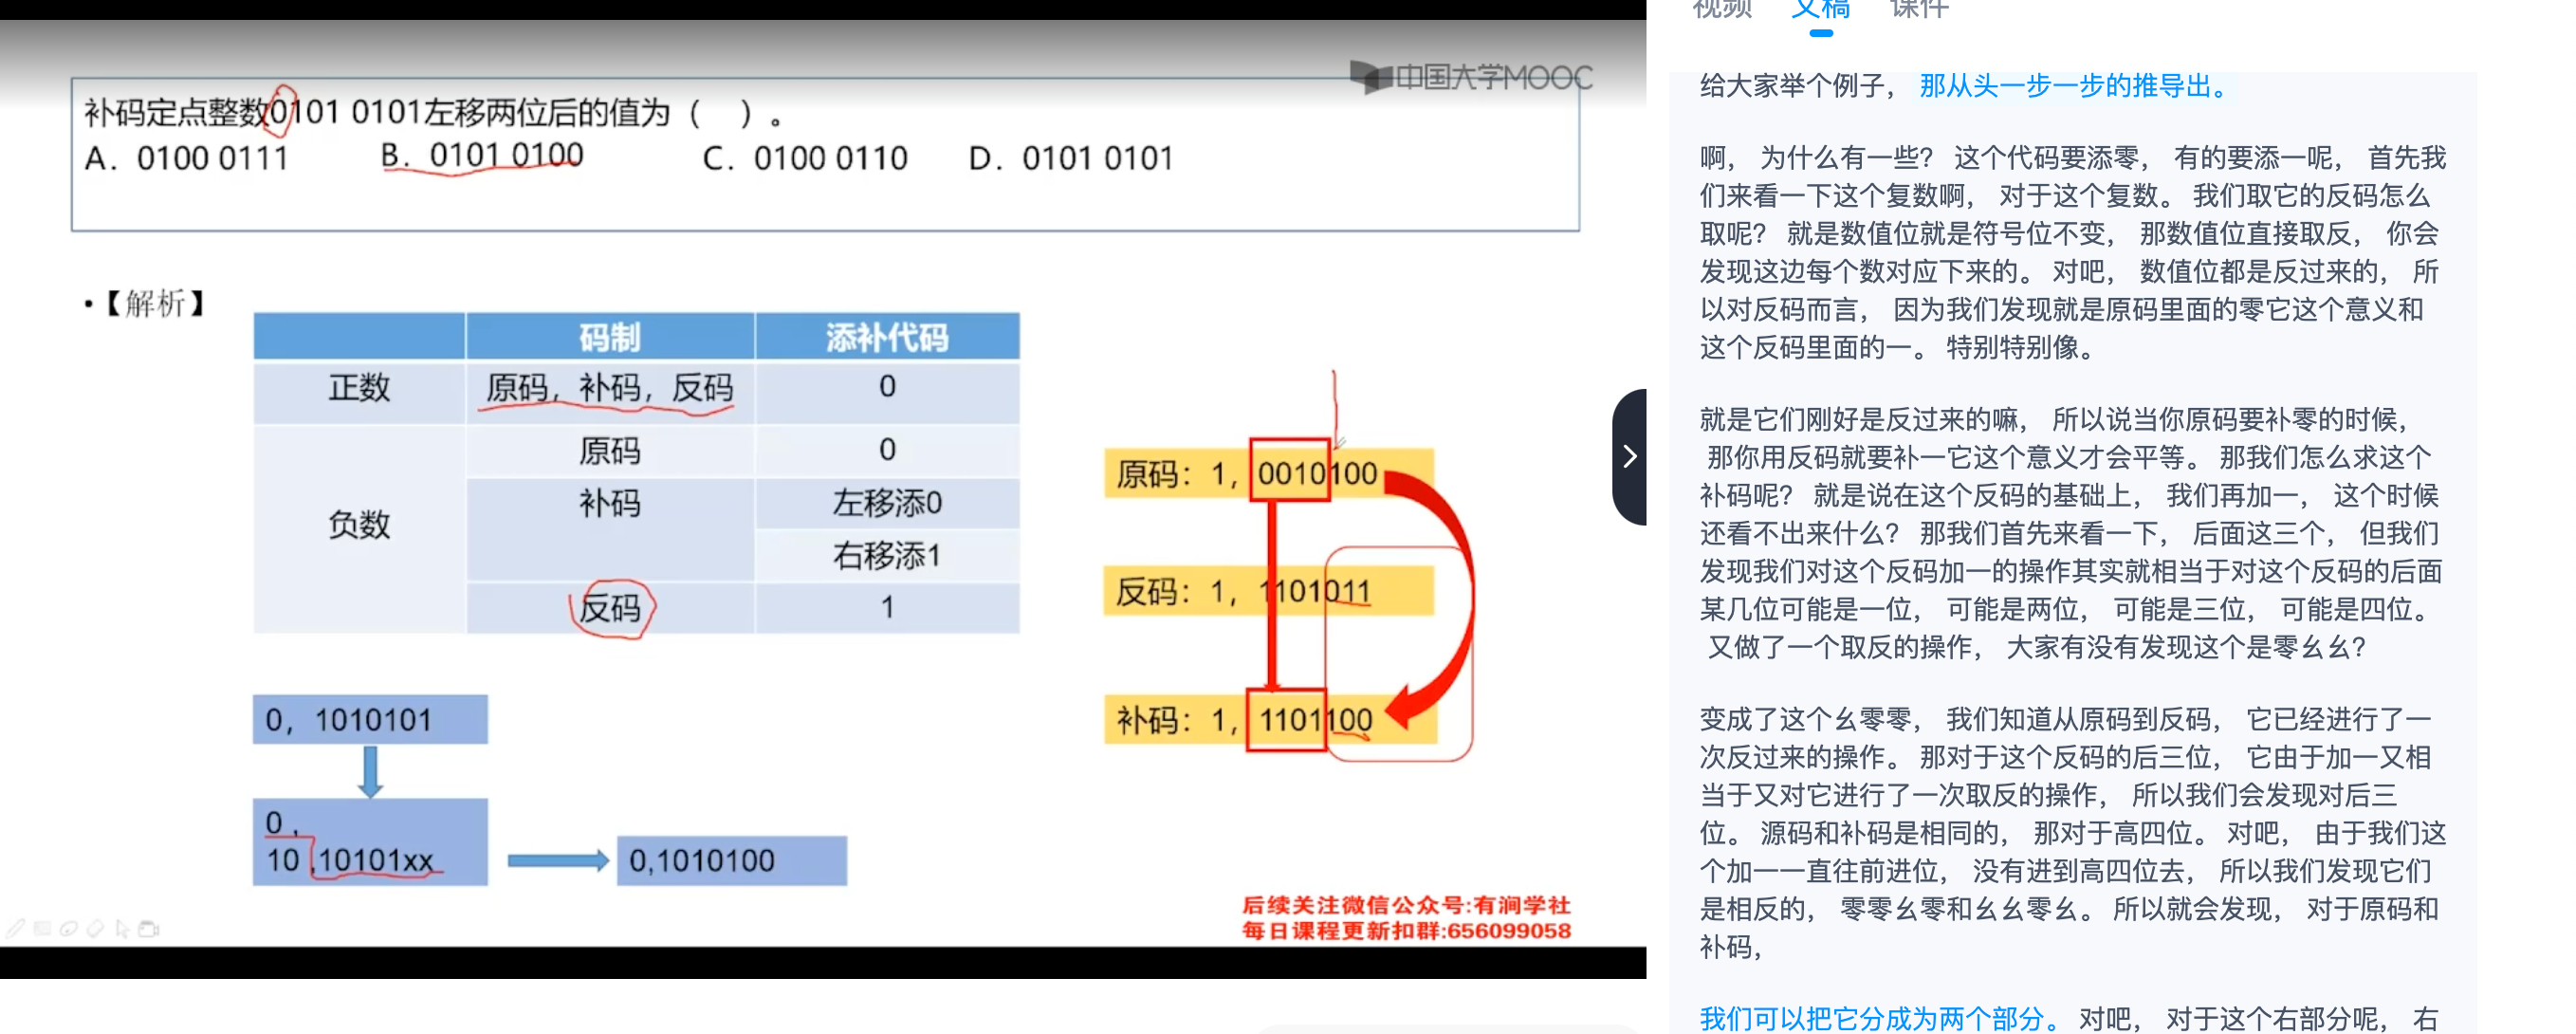 视频 文稿 课件
中国大学MOOC
补码定点整数0101 0101左移两位后的值为（ ）。
A. 0100 0111 B. 0101 0100 C. 0100 0110 D. 0101 0101
•【解析】
码制 添补代码
正数 原码，补码，反码 0
负数 原码 0
补码 左移添0
右移添1
反码 1
0，1010101
0，
10 ,10101xx
0,1010100
原码：1，0010100
反码：1，1101011
补码：1，1101100
后续关注微信公众号:有涧学社
每日课程更新扣群:656099058
给大家举个例子， 那从头一步一步的推导出。
啊， 为什么有一些？ 这个代码要添零， 有的要添一呢， 首先我
们来看一下这个复数啊， 对于这个复数。 我们取它的反码怎么
取呢？ 就是数值位就是符号位不变， 那数值位直接取反， 你会
发现这边每个数对应下来的。 对吧， 数值位都是反过来的， 所
以对反码而言， 因为我们发现就是原码里面的零它这个意义和
这个反码里面的一。 特别特别像。
就是它们刚好是反过来的嘛， 所以说当你原码要补零的时候，
那你用反码就要补一它这个意义才会平等。 那我们怎么求这个
补码呢？ 就是说在这个反码的基础上， 我们再加一， 这个时候
还看不出来什么？ 那我们首先来看一下， 后面这三个， 但我们
发现我们对这个反码加一的操作其实就相当于对这个反码的后面
某几位可能是一位， 可能是两位， 可能是三位， 可能是四位。
又做了一个取反的操作， 大家有没有发现这个是零幺幺？
变成了这个幺零零， 我们知道从原码到反码， 它已经进行了一
次反过来的操作。 那对于这个反码的后三位， 它由于加一又相
当于又对它进行了一次取反的操作， 所以我们会发现对后三
位。 源码和补码是相同的， 那对于高四位。 对吧， 由于我们这
个加一一直往前进位， 没有进到高四位去， 所以我们发现它们
是相反的， 零零幺零和幺幺零幺。 所以就会发现， 对于原码和
补码，
我们可以把它分成为两个部分。 对吧， 对于这个右部分呢， 右